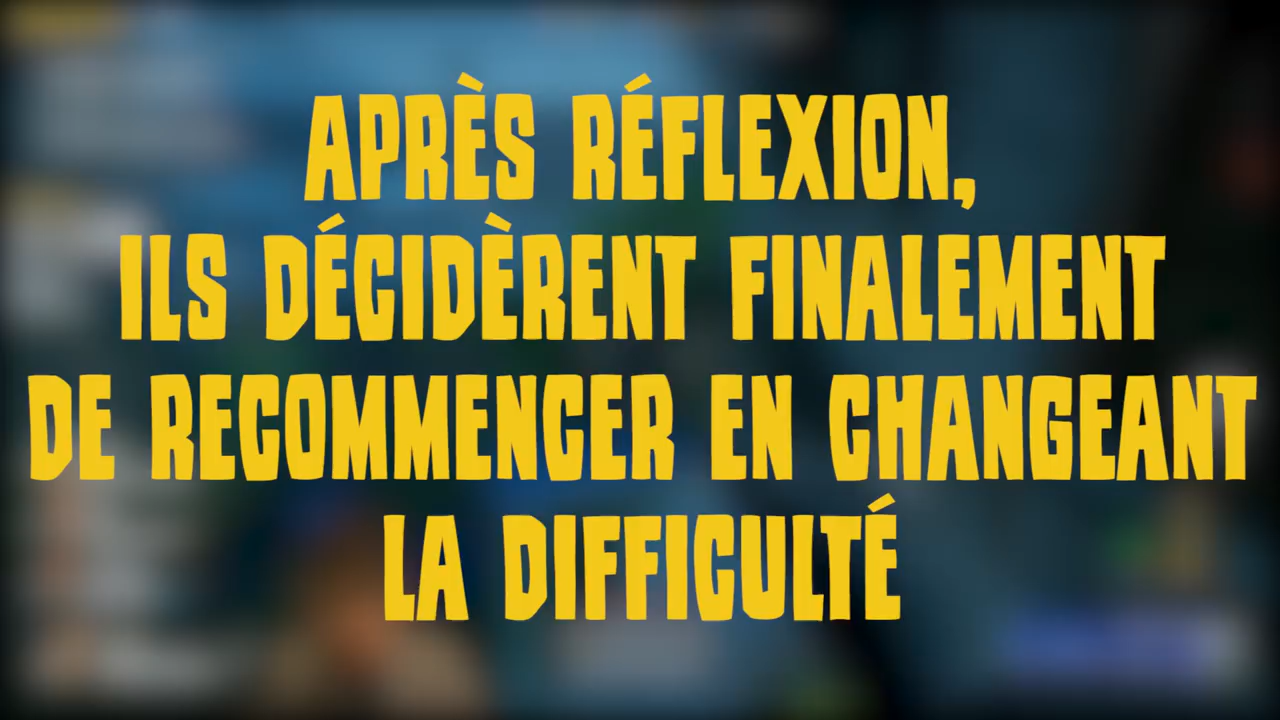 APRÈS RÉFLEXION,
ILS DÉCIDÈRENT FINALEMENT
DE RECOMMENCER EN CHANGEANT
LA DIFFICULTÉ